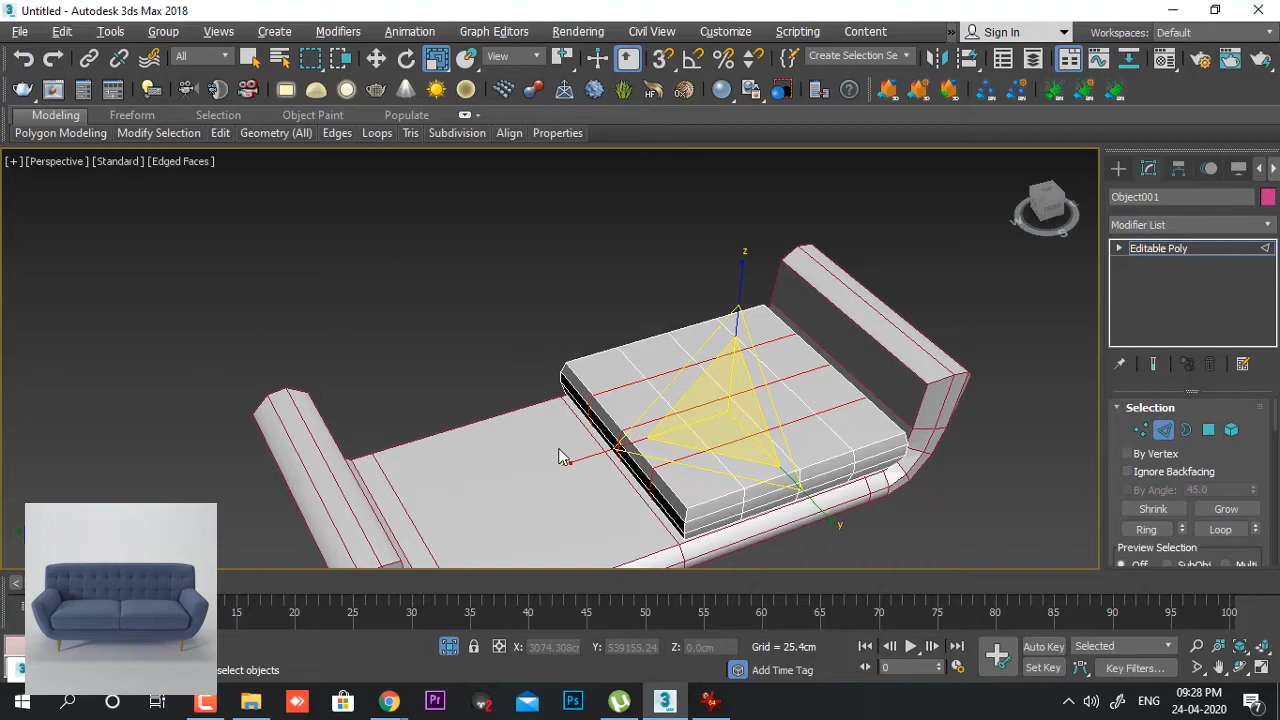 Untitled - Autodesk 3ds Max 2018
File Edit Tools Group Views Create Modifiers Animation Graph Editors Rendering Civil View Customize Scripting Content » Sign In Workspaces: Default
All View Create Selection Se
Modeling Freeform Selection Object Paint Populate
Polygon Modeling Modify Selection Edit Geometry (All) Edges Loops Tris Subdivision Align Properties
[+] [Perspective ] [Standard ] [Edged Faces ]
Object001
Modifier List
Editable Poly
z
y
Selection
By Vertex
Ignore Backfacing
By Angle: 45.0
Shrink Grow
Ring Loop
Preview Selection
Off SubObj Multi
15 20 25 30 35 40 45 50 55 60 65 70 75 80 85 90 95 100
X: 3074.308cm Y: 539155.24 Z: 0.0cm Grid = 25.4cm Auto Key Selected
select objects Add Time Tag 0 Set Key Key Filters...
ENG 09:28 PM
24-04-2020